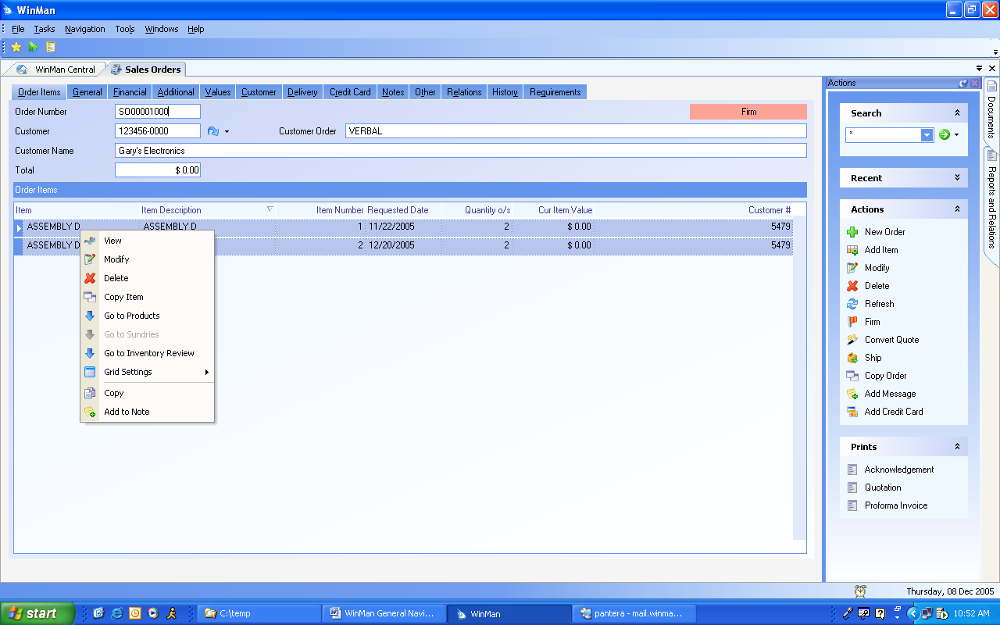 WinMan
File Tasks Navigation Tools Windows Help
WinMan Central Sales Orders
Order Items General Financial Additional Values Customer Delivery Credit Card Notes Other Relations History Requirements
Order Number SO00001000 Firm
Customer 123456-0000 Customer Order VERBAL
Customer Name Gary's Electronics
Total $ 0.00
Order Items
Item Item Description Item Number Requested Date Quantity o/s Cur Item Value Customer #
ASSEMBLY D ASSEMBLY D 1 11/22/2005 2 $ 0.00 5479
ASSEMBLY D 2 12/20/2005 2 $ 0.00 5479
View
Modify
Delete
Copy Item
Go to Products
Go to Sundries
Go to Inventory Review
Grid Settings
Copy
Add to Note
Actions
Search
*
Recent
Actions
New Order
Add Item
Modify
Delete
Refresh
Firm
Convert Quote
Ship
Copy Order
Add Message
Add Credit Card
Prints
Acknowledgement
Quotation
Proforma Invoice
Documents
Reports and Relations
Thursday, 08 Dec 2005
start C:\temp WinMan General Navi... WinMan pantera - mail.winma... 10:52 AM